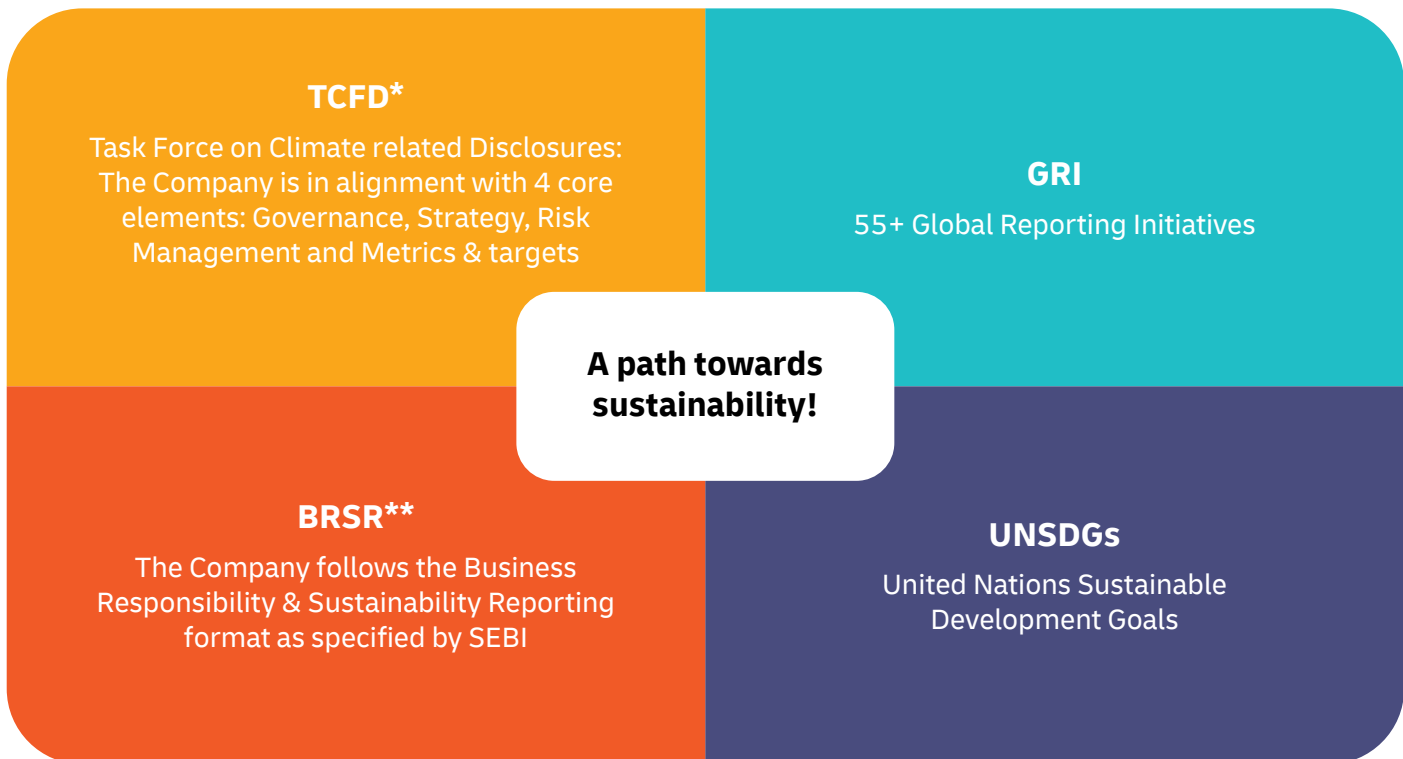 TCFD*
Task Force on Climate related Disclosures:
The Company is in alignment with 4 core
elements: Governance, Strategy, Risk
Management and Metrics & targets
GRI
55+ Global Reporting Initiatives
A path towards
sustainability!
BRSR**
The Company follows the Business
Responsibility & Sustainability Reporting
format as specified by SEBI
UNSDGs
United Nations Sustainable
Development Goals